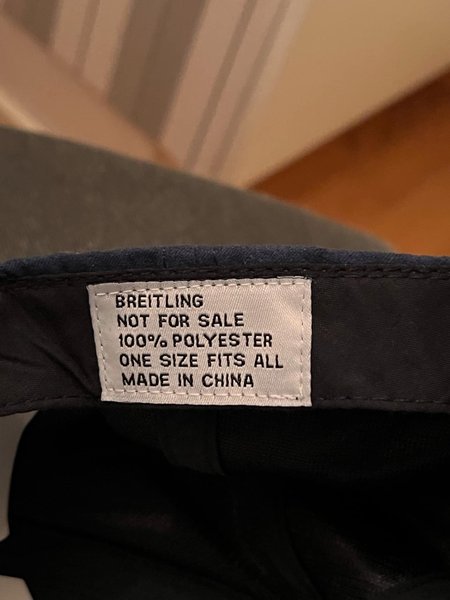 BREITLING
NOT FOR SALE
100% POLYESTER
ONE SIZE FITS ALL
MADE IN CHINA